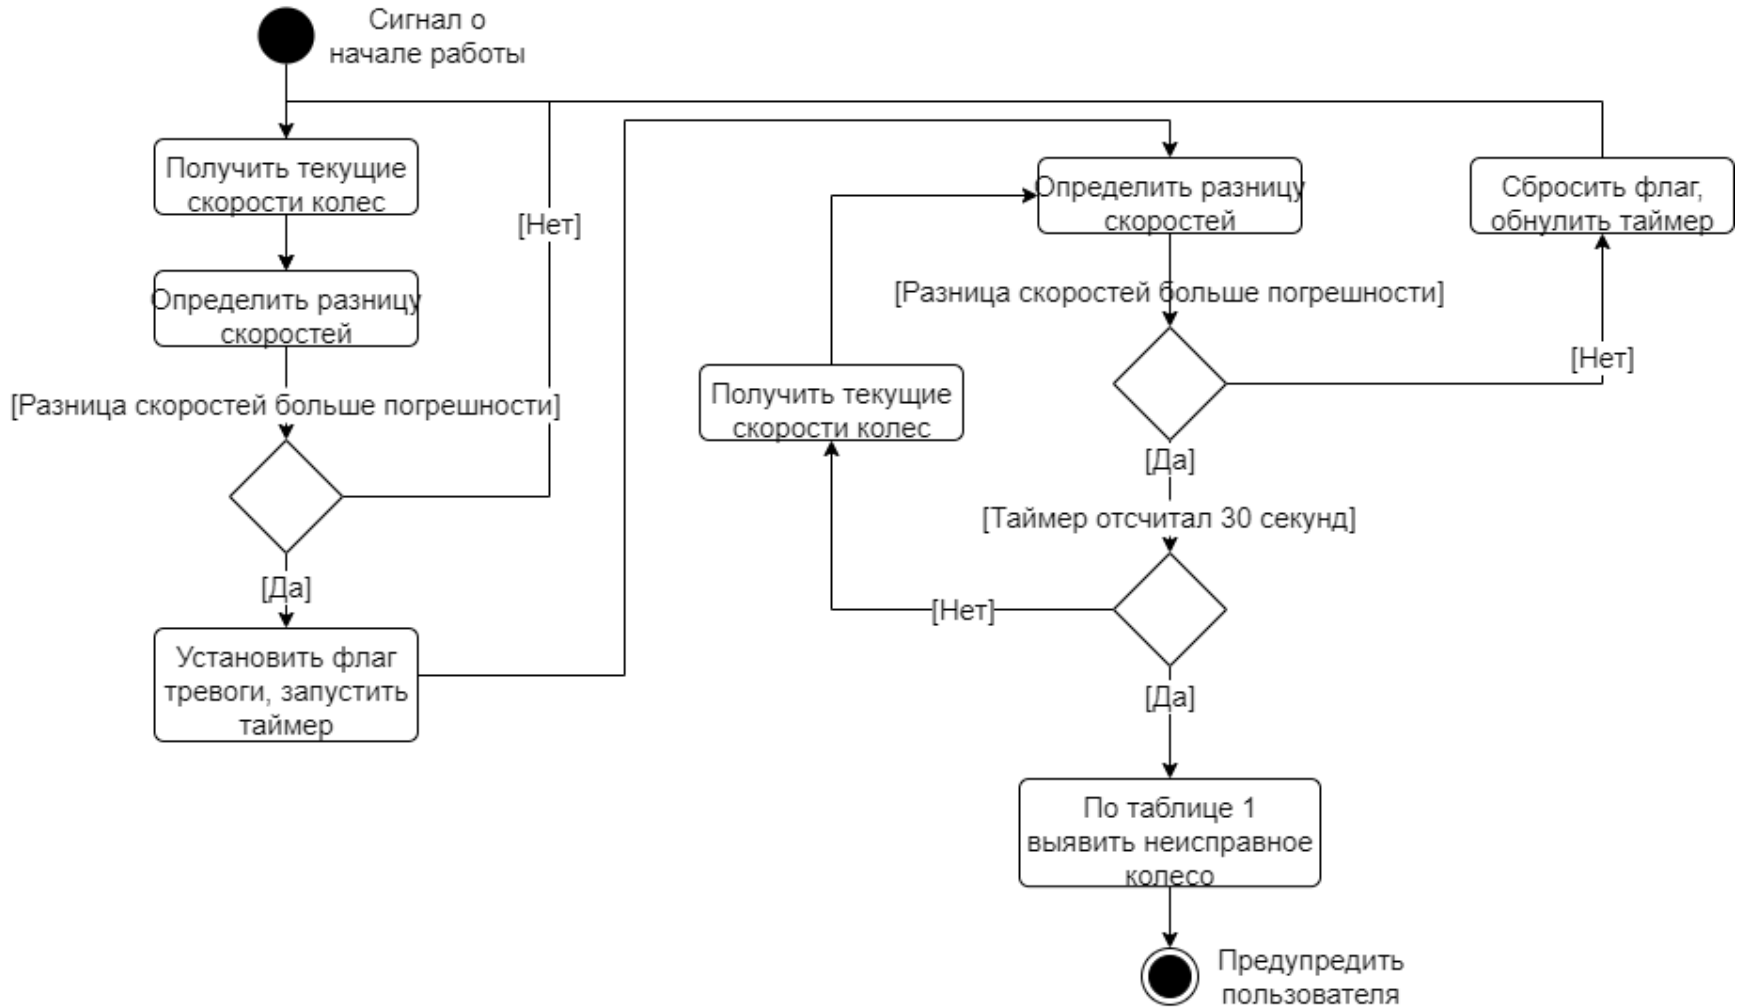 Сигнал о
начале работы
Получить текущие
скорости колес
Определить разницу
скоростей
[Разница скоростей больше погрешности]
[Нет]
[Да]
Установить флаг
тревоги, запустить
таймер
Определить разницу
скоростей
[Разница скоростей больше погрешности]
[Нет]
Сбросить флаг,
обнулить таймер
[Да]
[Таймер отсчитал 30 секунд]
[Нет]
Получить текущие
скорости колес
[Да]
По таблице 1
выявить неисправное
колесо
Предупредить
пользователя